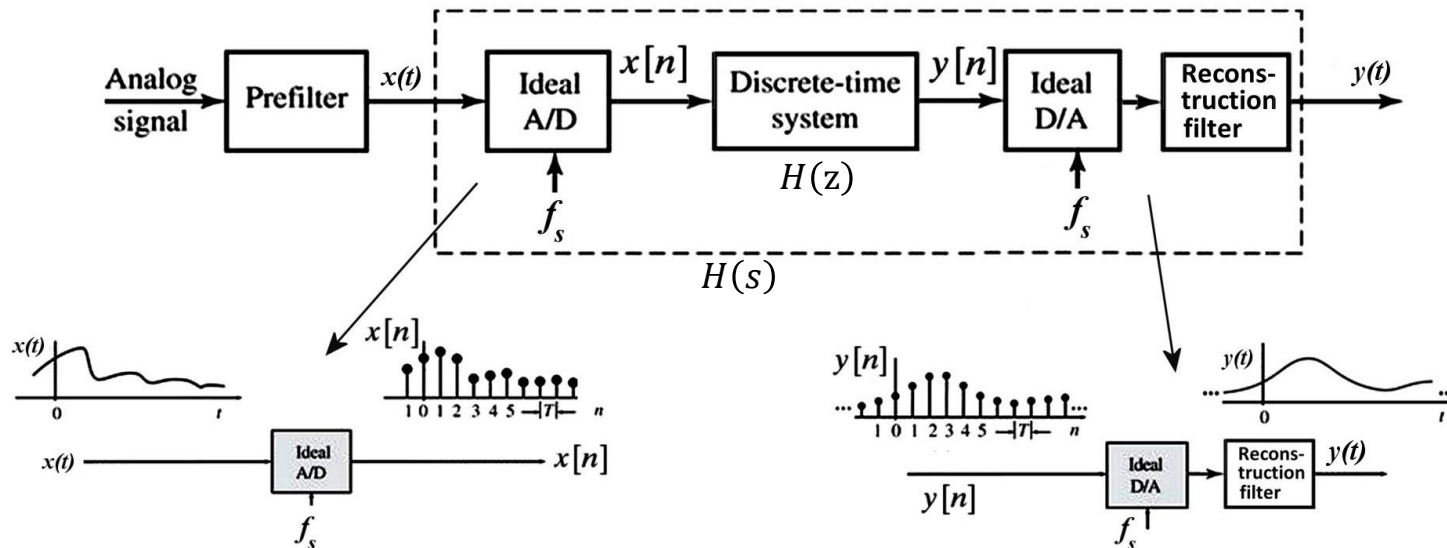 Analog
signal
Prefilter
x(t)
Ideal
A/D
x[n]
Discrete-time
system
y[n]
Ideal
D/A
Recons-
truction
filter
y(t)
f_s
H(z)
f_s
H(s)
x(t)
0
t
x[n]
1 0 1 2 3 4 5 T n
x(t)
Ideal
A/D
x[n]
f_s
y[n]
... ...
1 0 1 2 3 4 5 T n
y(t)
... ...
0 t
y[n]
Ideal
D/A
Recons-
truction
filter
y(t)
f_s